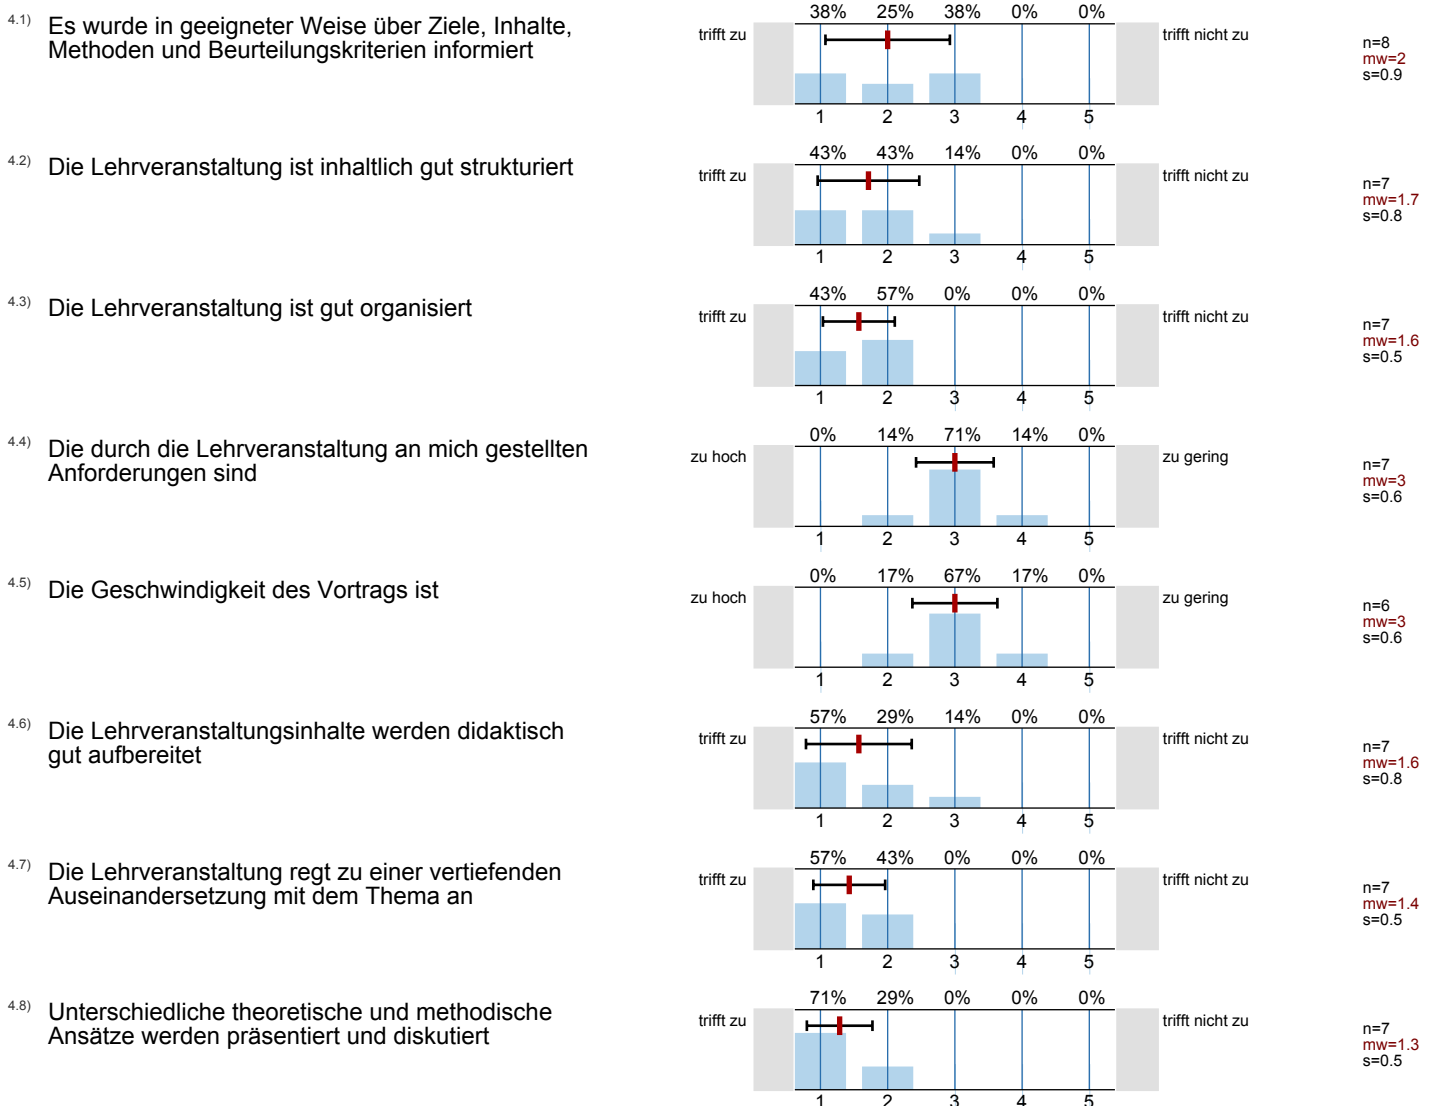 4.1) Es wurde in geeigneter Weise über Ziele, Inhalte,
Methoden und Beurteilungskriterien informiert
38% 25% 38% 0% 0%
trifft zu
trifft nicht zu
1 2 3 4 5
n=8
mw=2
s=0.9
4.2) Die Lehrveranstaltung ist inhaltlich gut strukturiert
43% 43% 14% 0% 0%
trifft zu
trifft nicht zu
1 2 3 4 5
n=7
mw=1.7
s=0.8
4.3) Die Lehrveranstaltung ist gut organisiert
43% 57% 0% 0% 0%
trifft zu
trifft nicht zu
1 2 3 4 5
n=7
mw=1.6
s=0.5
4.4) Die durch die Lehrveranstaltung an mich gestellten
Anforderungen sind
0% 14% 71% 14% 0%
zu hoch
zu gering
1 2 3 4 5
n=7
mw=3
s=0.6
4.5) Die Geschwindigkeit des Vortrags ist
0% 17% 67% 17% 0%
zu hoch
zu gering
1 2 3 4 5
n=6
mw=3
s=0.6
4.6) Die Lehrveranstaltungsinhalte werden didaktisch
gut aufbereitet
57% 29% 14% 0% 0%
trifft zu
trifft nicht zu
1 2 3 4 5
n=7
mw=1.6
s=0.8
4.7) Die Lehrveranstaltung regt zu einer vertiefenden
Auseinandersetzung mit dem Thema an
57% 43% 0% 0% 0%
trifft zu
trifft nicht zu
1 2 3 4 5
n=7
mw=1.4
s=0.5
4.8) Unterschiedliche theoretische und methodische
Ansätze werden präsentiert und diskutiert
71% 29% 0% 0% 0%
trifft zu
trifft nicht zu
1 2 3 4 5
n=7
mw=1.3
s=0.5